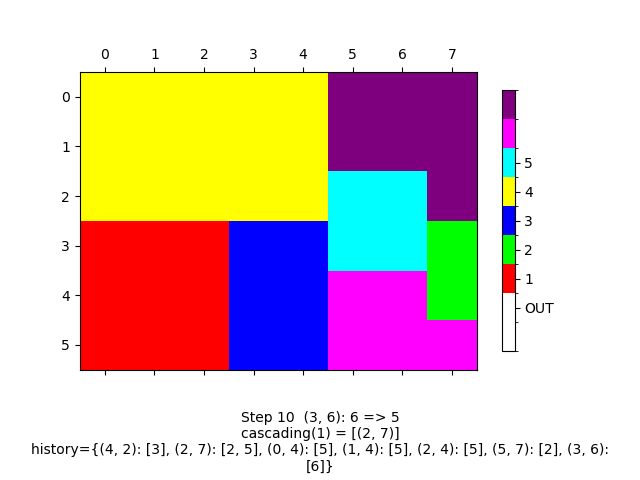 0 1 2 3 4 5 6 7
0
1
2
3
4
5
5
4
3
2
1
OUT
Step 10  (3, 6): 6 => 5
cascading(1) = [(2, 7)]
history={(4, 2): [3], (2, 7): [2, 5], (0, 4): [5], (1, 4): [5], (2, 4): [5], (5, 7): [2], (3, 6):
[6]}